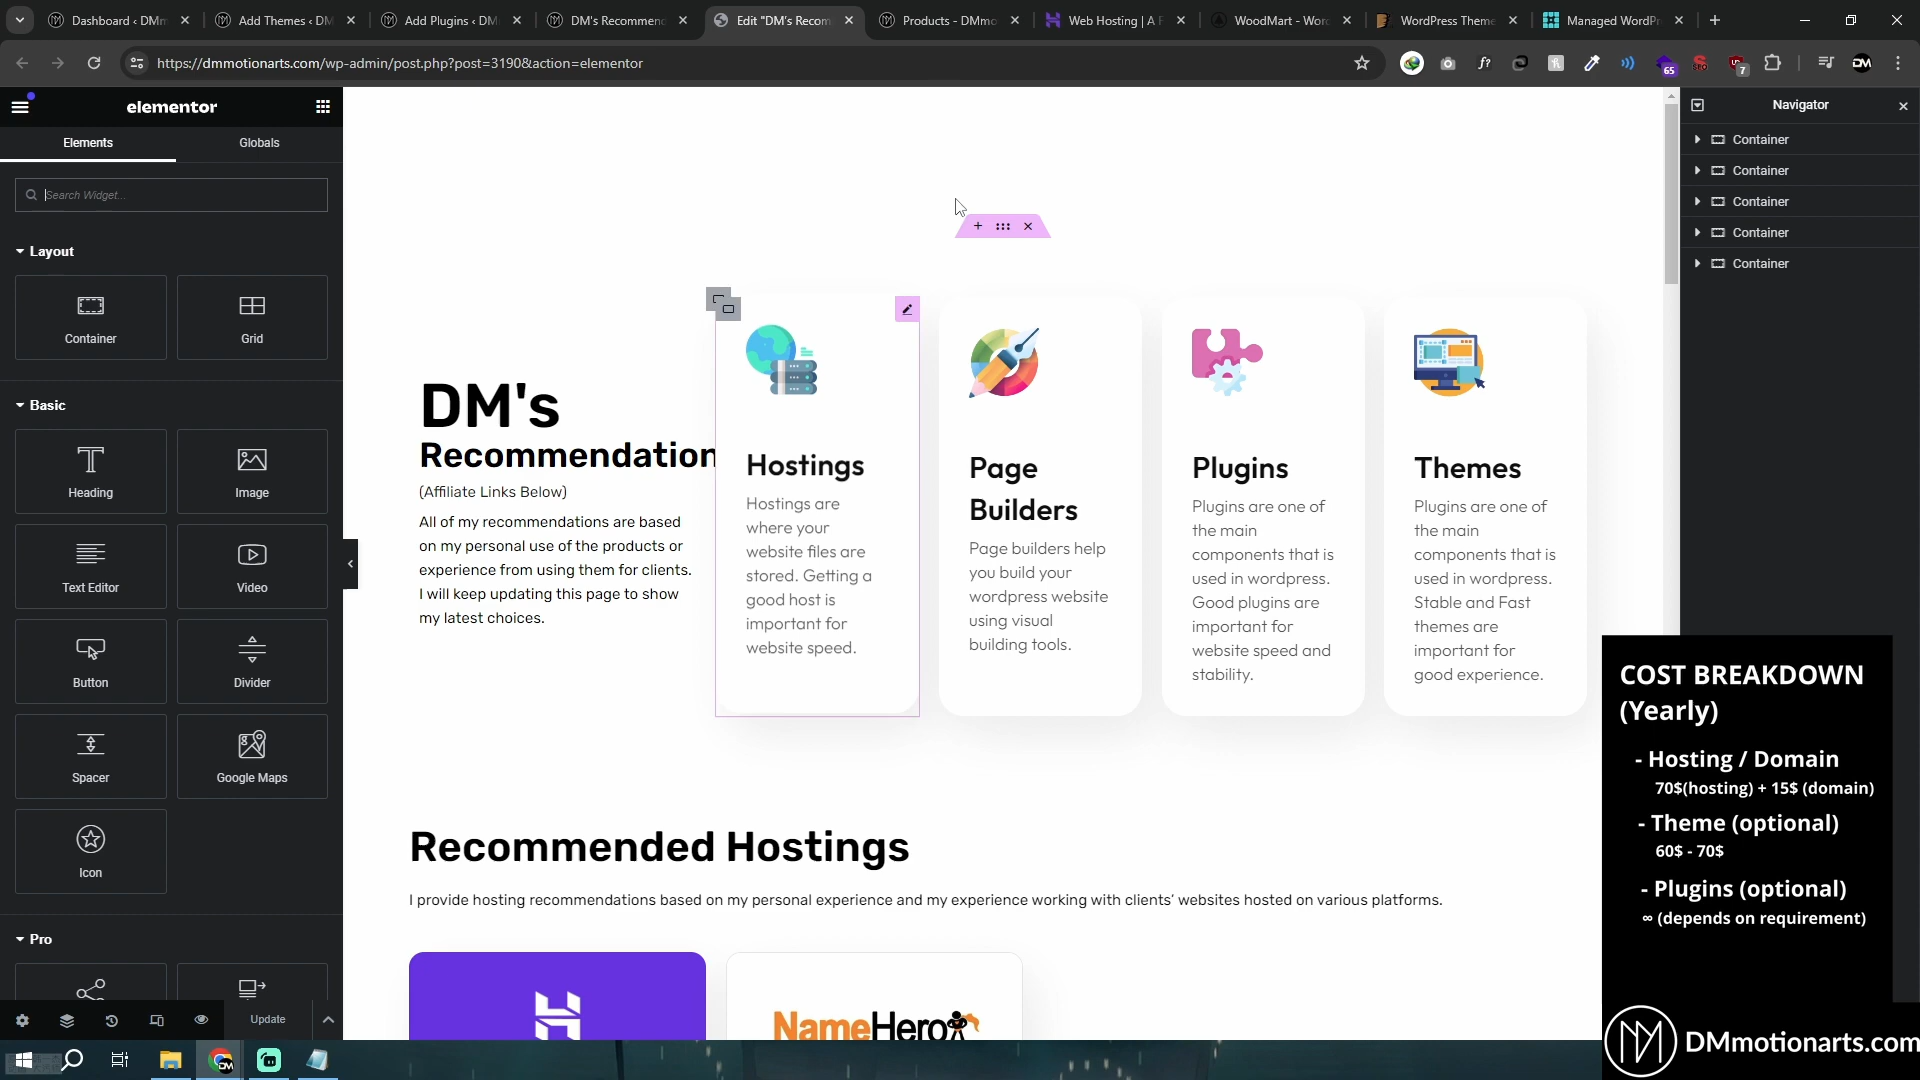 Dashboard ‹ DMm
Add Themes ‹ DM
Add Plugins ‹ DM
DM's Recommend
Edit "DM's Recom
Products - DMmo
Web Hosting | A F
WoodMart - Word
WordPress Theme
Managed WordPr
https://dmmotionarts.com/wp-admin/post.php?post=3190&action=elementor
65
7
DM
elementor
Elements
Globals
Search Widget...
Layout
Container
Grid
Basic
Heading
Image
Text Editor
Video
Button
Divider
Spacer
Google Maps
Icon
Pro
Update
DM's
Recommendation
(Affiliate Links Below)
All of my recommendations are based
on my personal use of the products or
experience from using them for clients.
I will keep updating this page to show
my latest choices.
Hostings
Hostings are
where your
website files are
stored. Getting a
good host is
important for
website speed.
Page
Builders
Page builders help
you build your
wordpress website
using visual
building tools.
Plugins
Plugins are one of
the main
components that is
used in wordpress.
Good plugins are
important for
website speed and
stability.
Themes
Plugins are one of
the main
components that is
used in wordpress.
Stable and Fast
themes are
important for
good experience.
Recommended Hostings
I provide hosting recommendations based on my personal experience and my experience working with clients' websites hosted on various platforms.
NameHero
Navigator
Container
Container
Container
Container
Container
COST BREAKDOWN
(Yearly)
- Hosting / Domain
70$(hosting) + 15$ (domain)
- Theme (optional)
60$ - 70$
- Plugins (optional)
∞ (depends on requirement)
DMmotionarts.com